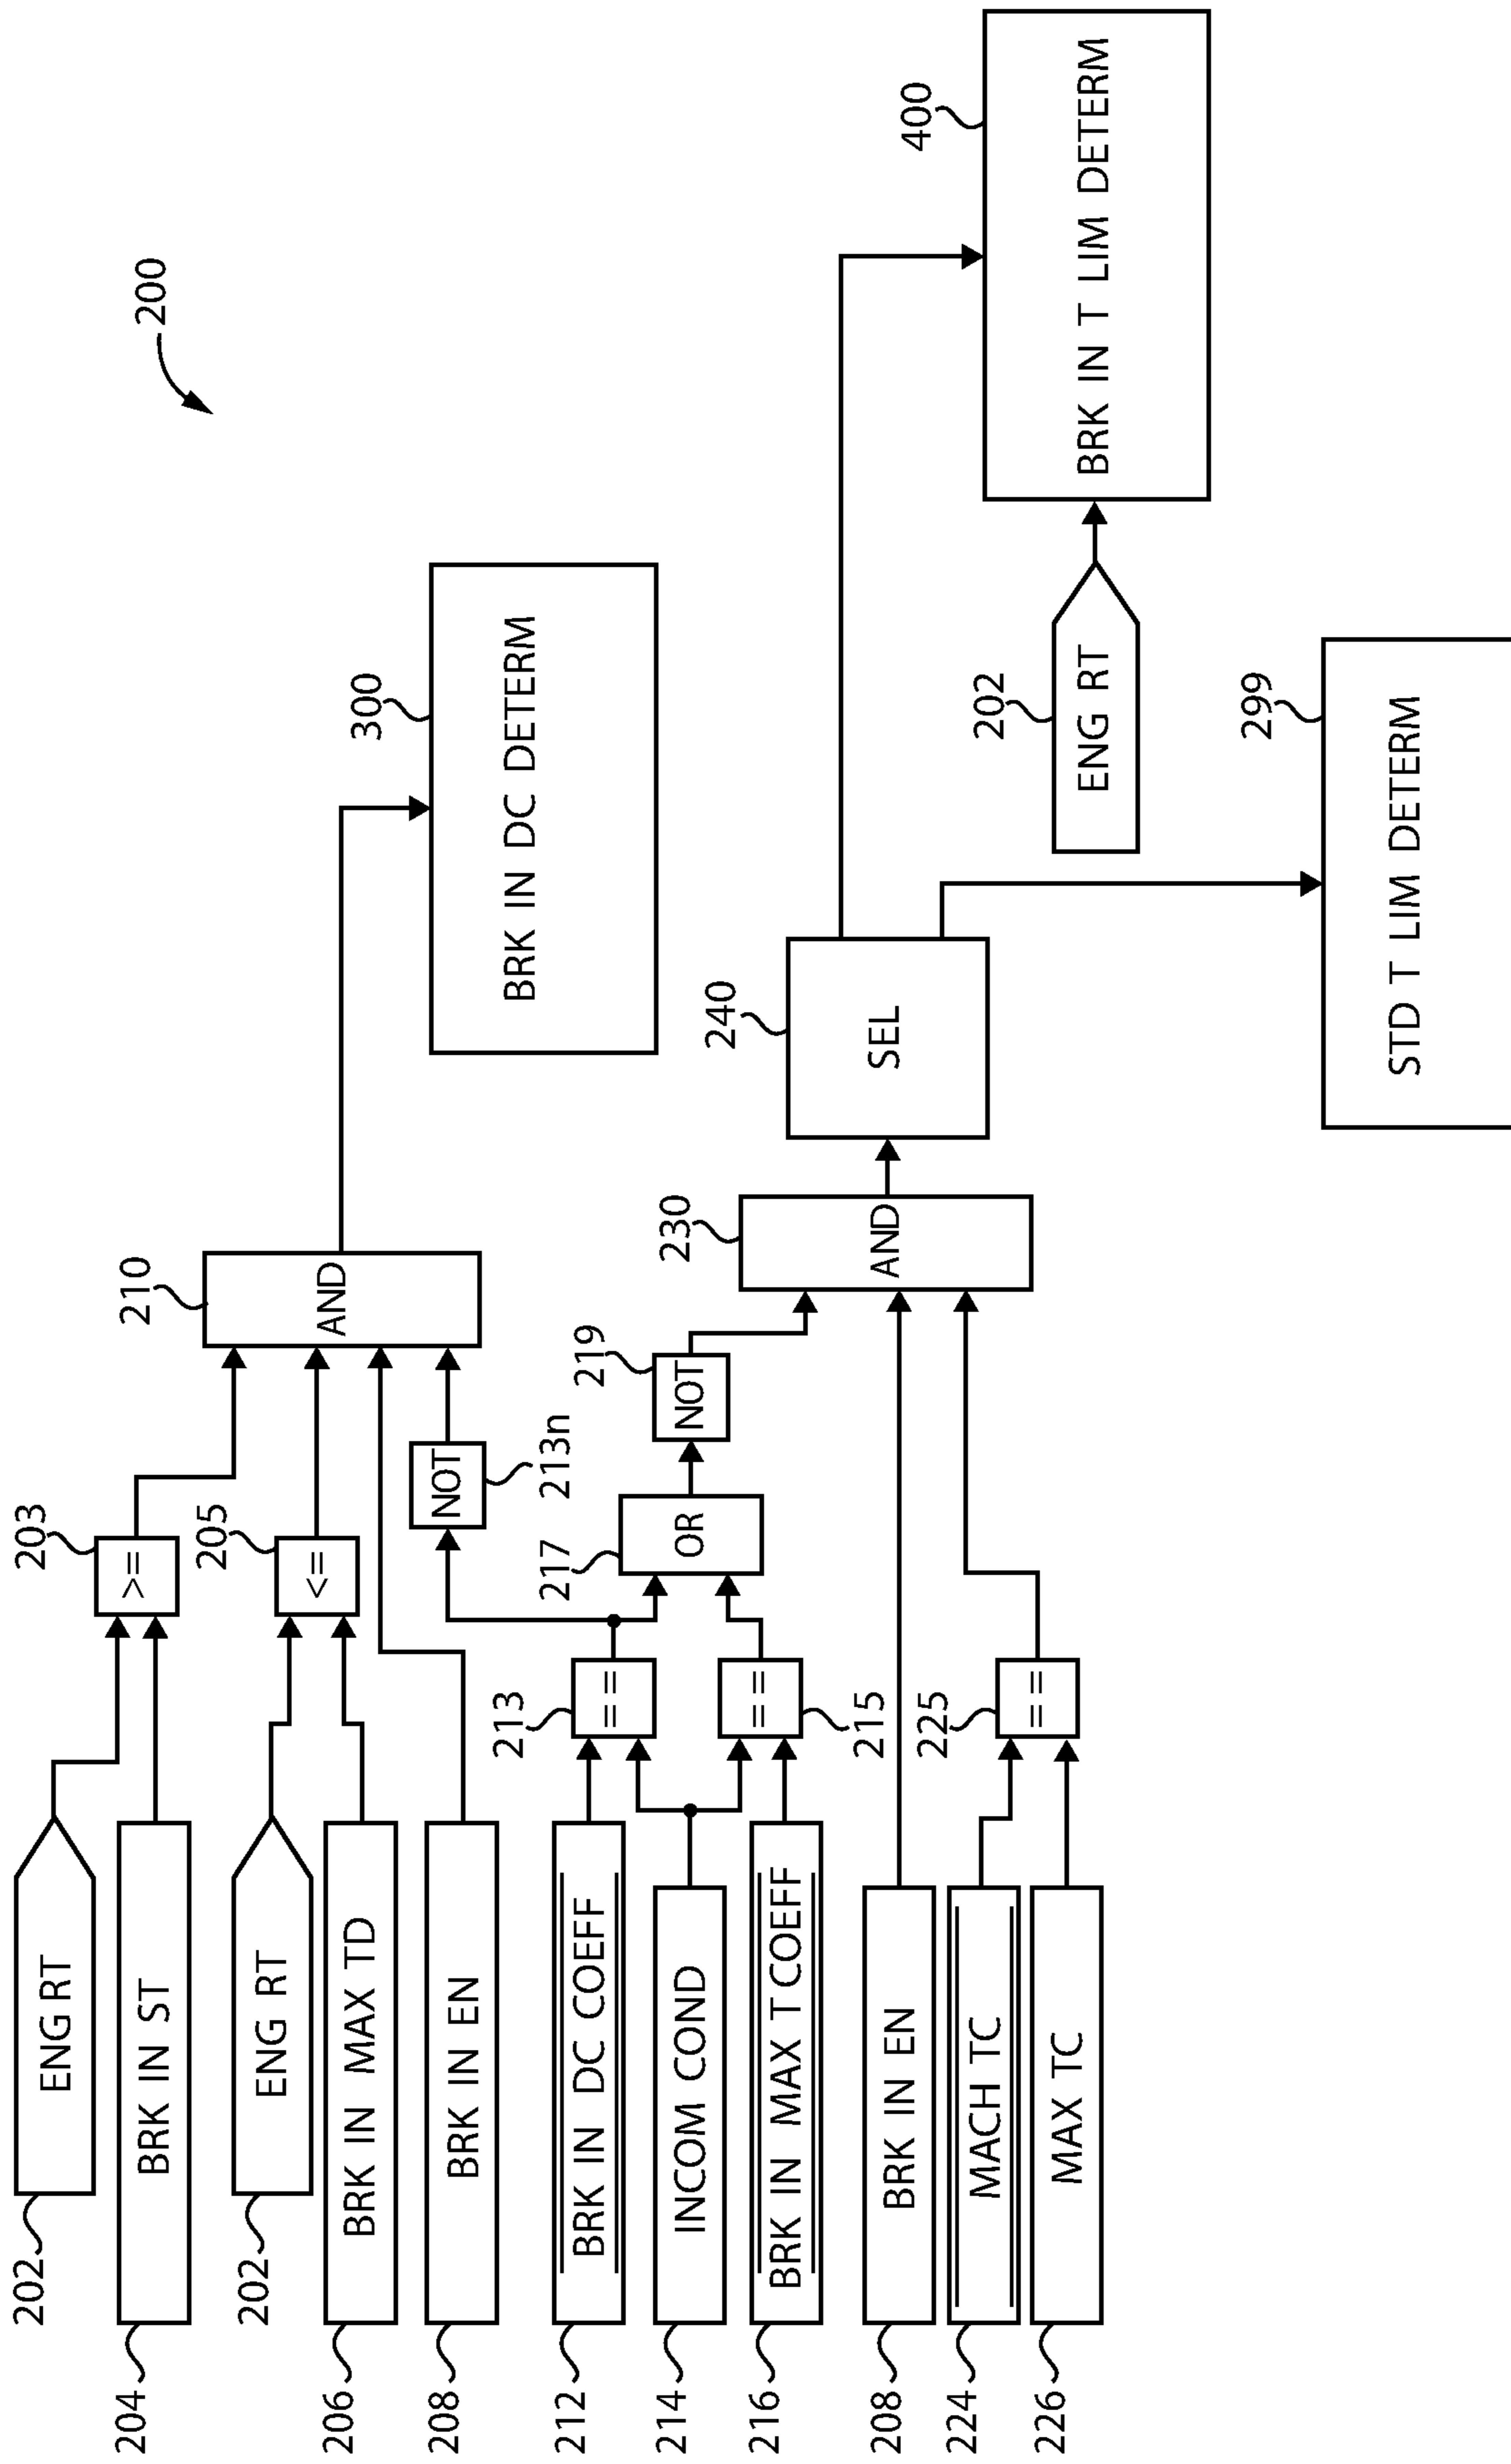 200
202
ENG RT
203
>=
204
BRK IN ST
210
AND
202
ENG RT
205
<=
206
BRK IN MAX TD
208
BRK IN EN
NOT
213n
300
BRK IN DC DETERM
212
BRK IN DC COEFF
213
==
214
INCOM COND
217
OR
219
NOT
216
BRK IN MAX T COEFF
==
215
230
AND
240
SEL
400
BRK IN T LIM DETERM
208
BRK IN EN
224
MACH TC
225
==
226
MAX TC
202
ENG RT
299
STD T LIM DETERM